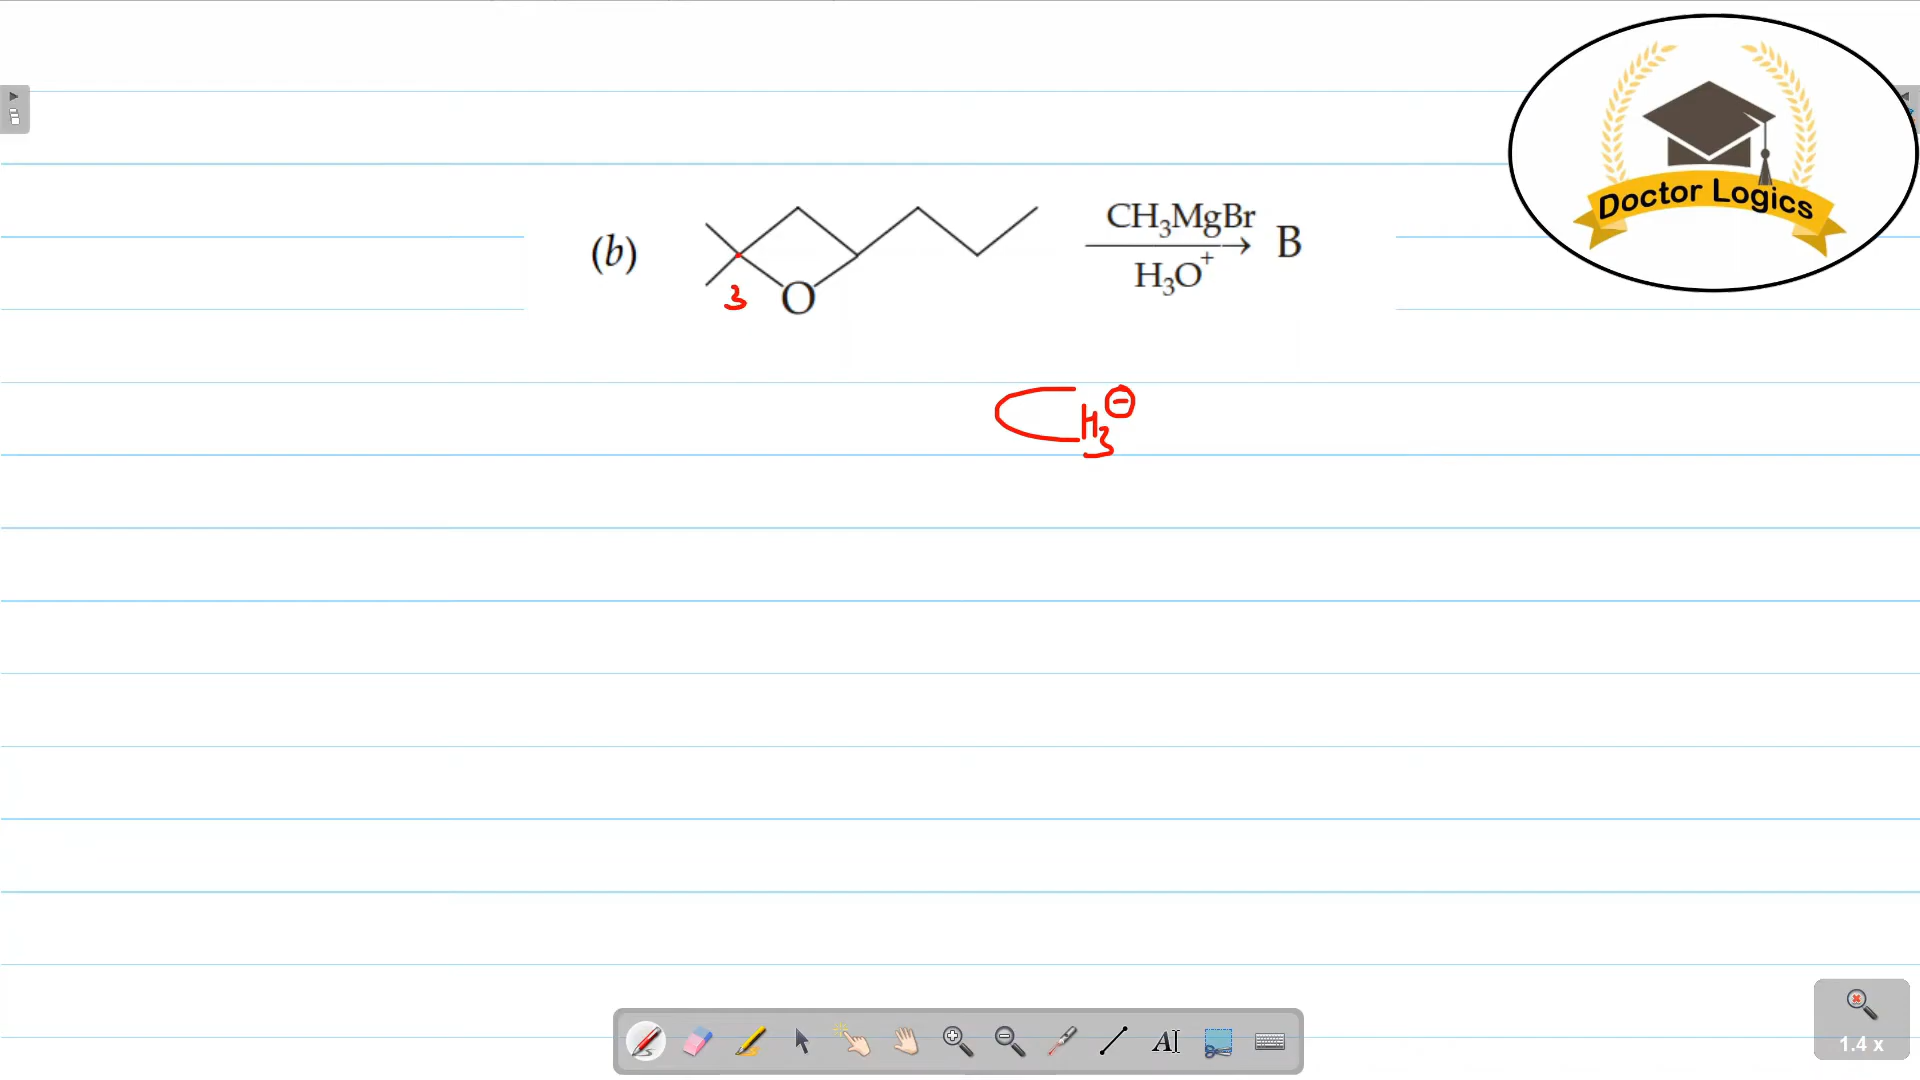 Doctor Logics
(b) O CH₃MgBr B
H₃O⁺
3
CH₃⊖
A
1.4 x